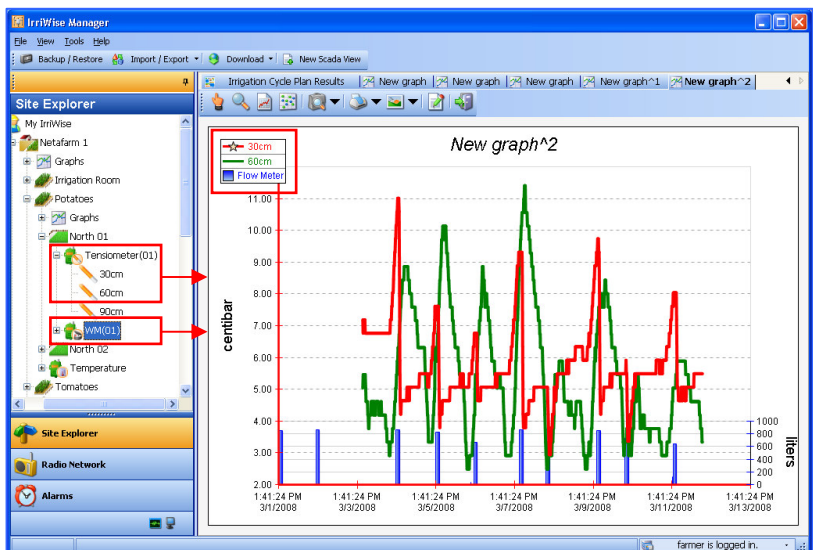 IrriWise Manager
File View Tools Help
Backup / Restore Import / Export Download New Scada View
Irrigation Cycle Plan Results New graph New graph New graph New graph^1 New graph^2
Site Explorer
My IrriWise
Netafarm 1
Graphs
Irrigation Room
Potatoes
Graphs
North 01
Tensiometer(01)
30cm
60cm
90cm
WM(01)
North 02
Temperature
Tomatoes
Site Explorer
Radio Network
Alarms
New graph^2
30cm
60cm
Flow Meter
centibar
11.00
10.00
9.00
8.00
7.00
6.00
5.00
4.00
3.00
2.00
1000
800
600
400
200
0
liters
1:41:24 PM 1:41:24 PM 1:41:24 PM 1:41:24 PM 1:41:24 PM 1:41:24 PM 1:41:24 PM
3/1/2008 3/3/2008 3/5/2008 3/7/2008 3/9/2008 3/11/2008 3/13/2008
farmer is logged in.